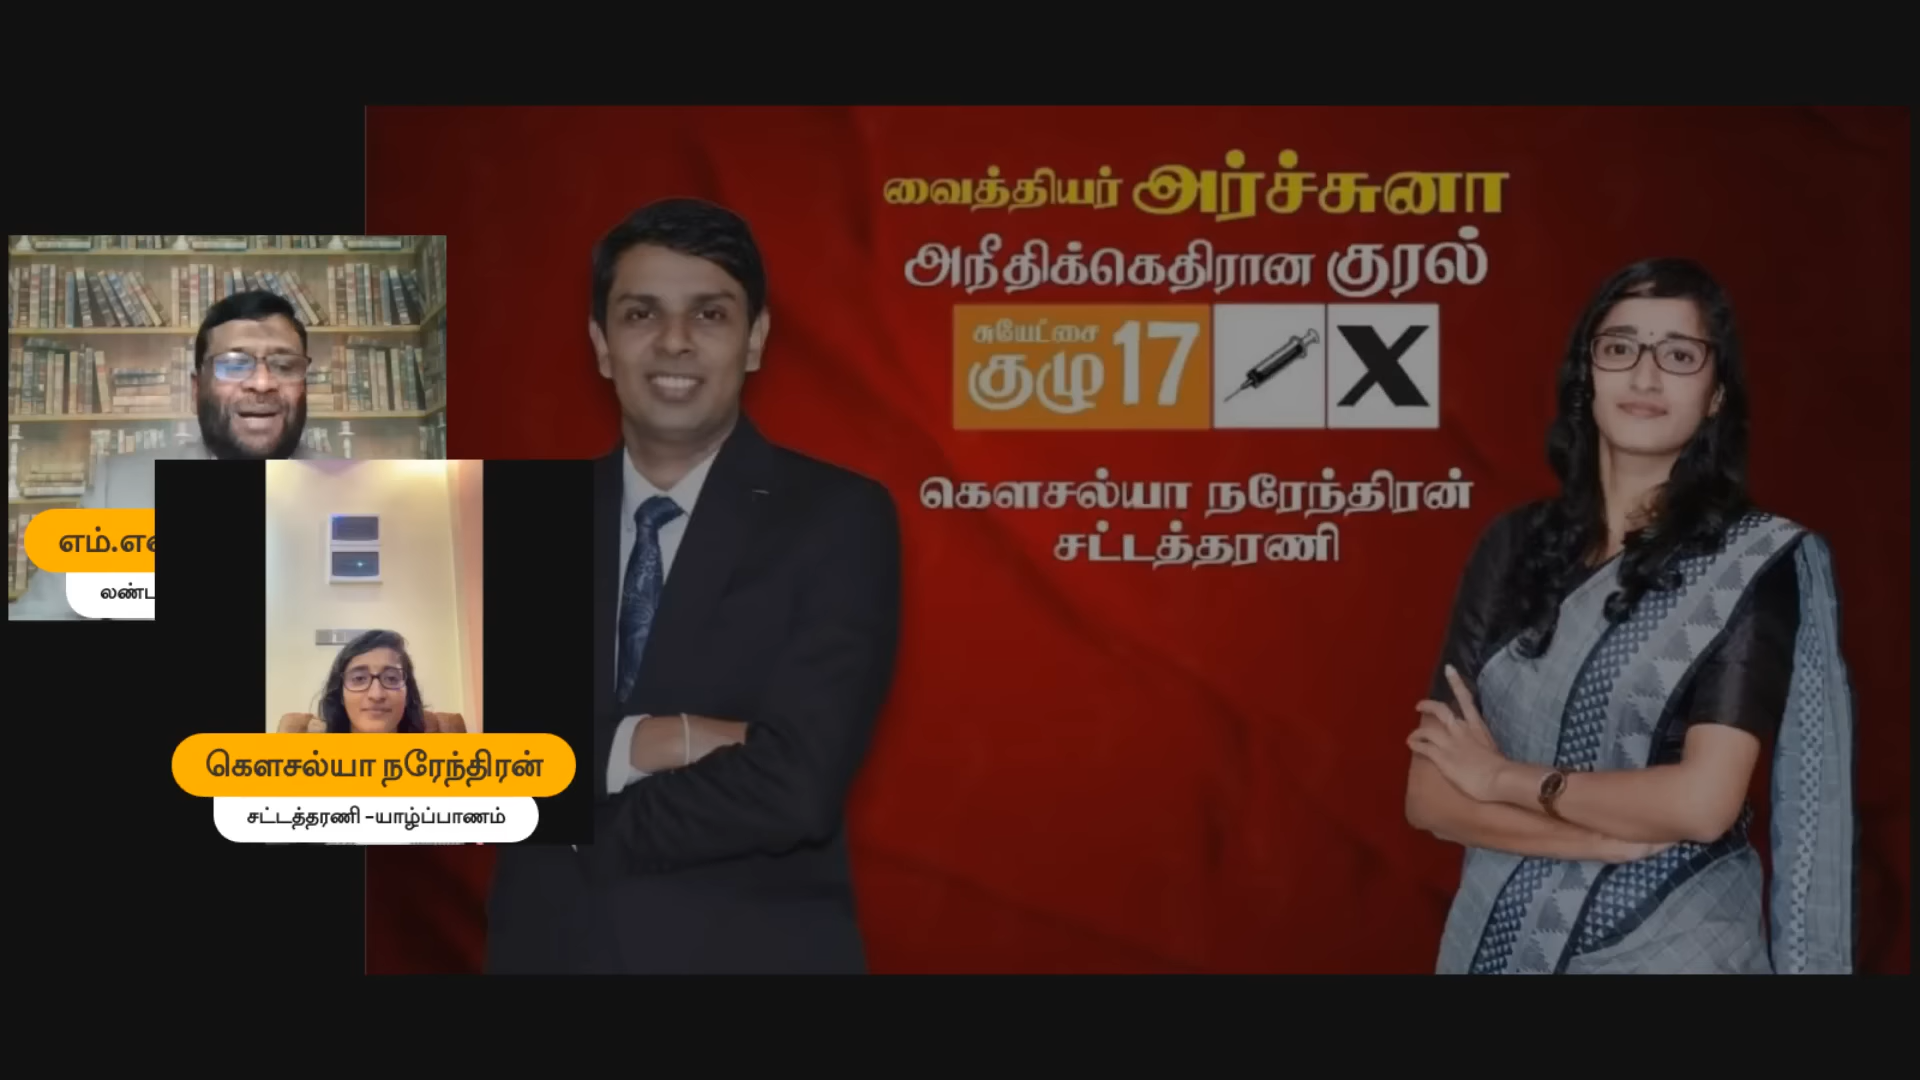 வைத்தியர் அர்ச்சுனா
அநீதிக்கெதிரான குரல்
சுயேட்சை
குழு 17
X
கௌசல்யா நரேந்திரன்
சட்டத்தரணி
கௌசல்யா நரேந்திரன்
சட்டத்தரணி -யாழ்ப்பாணம்